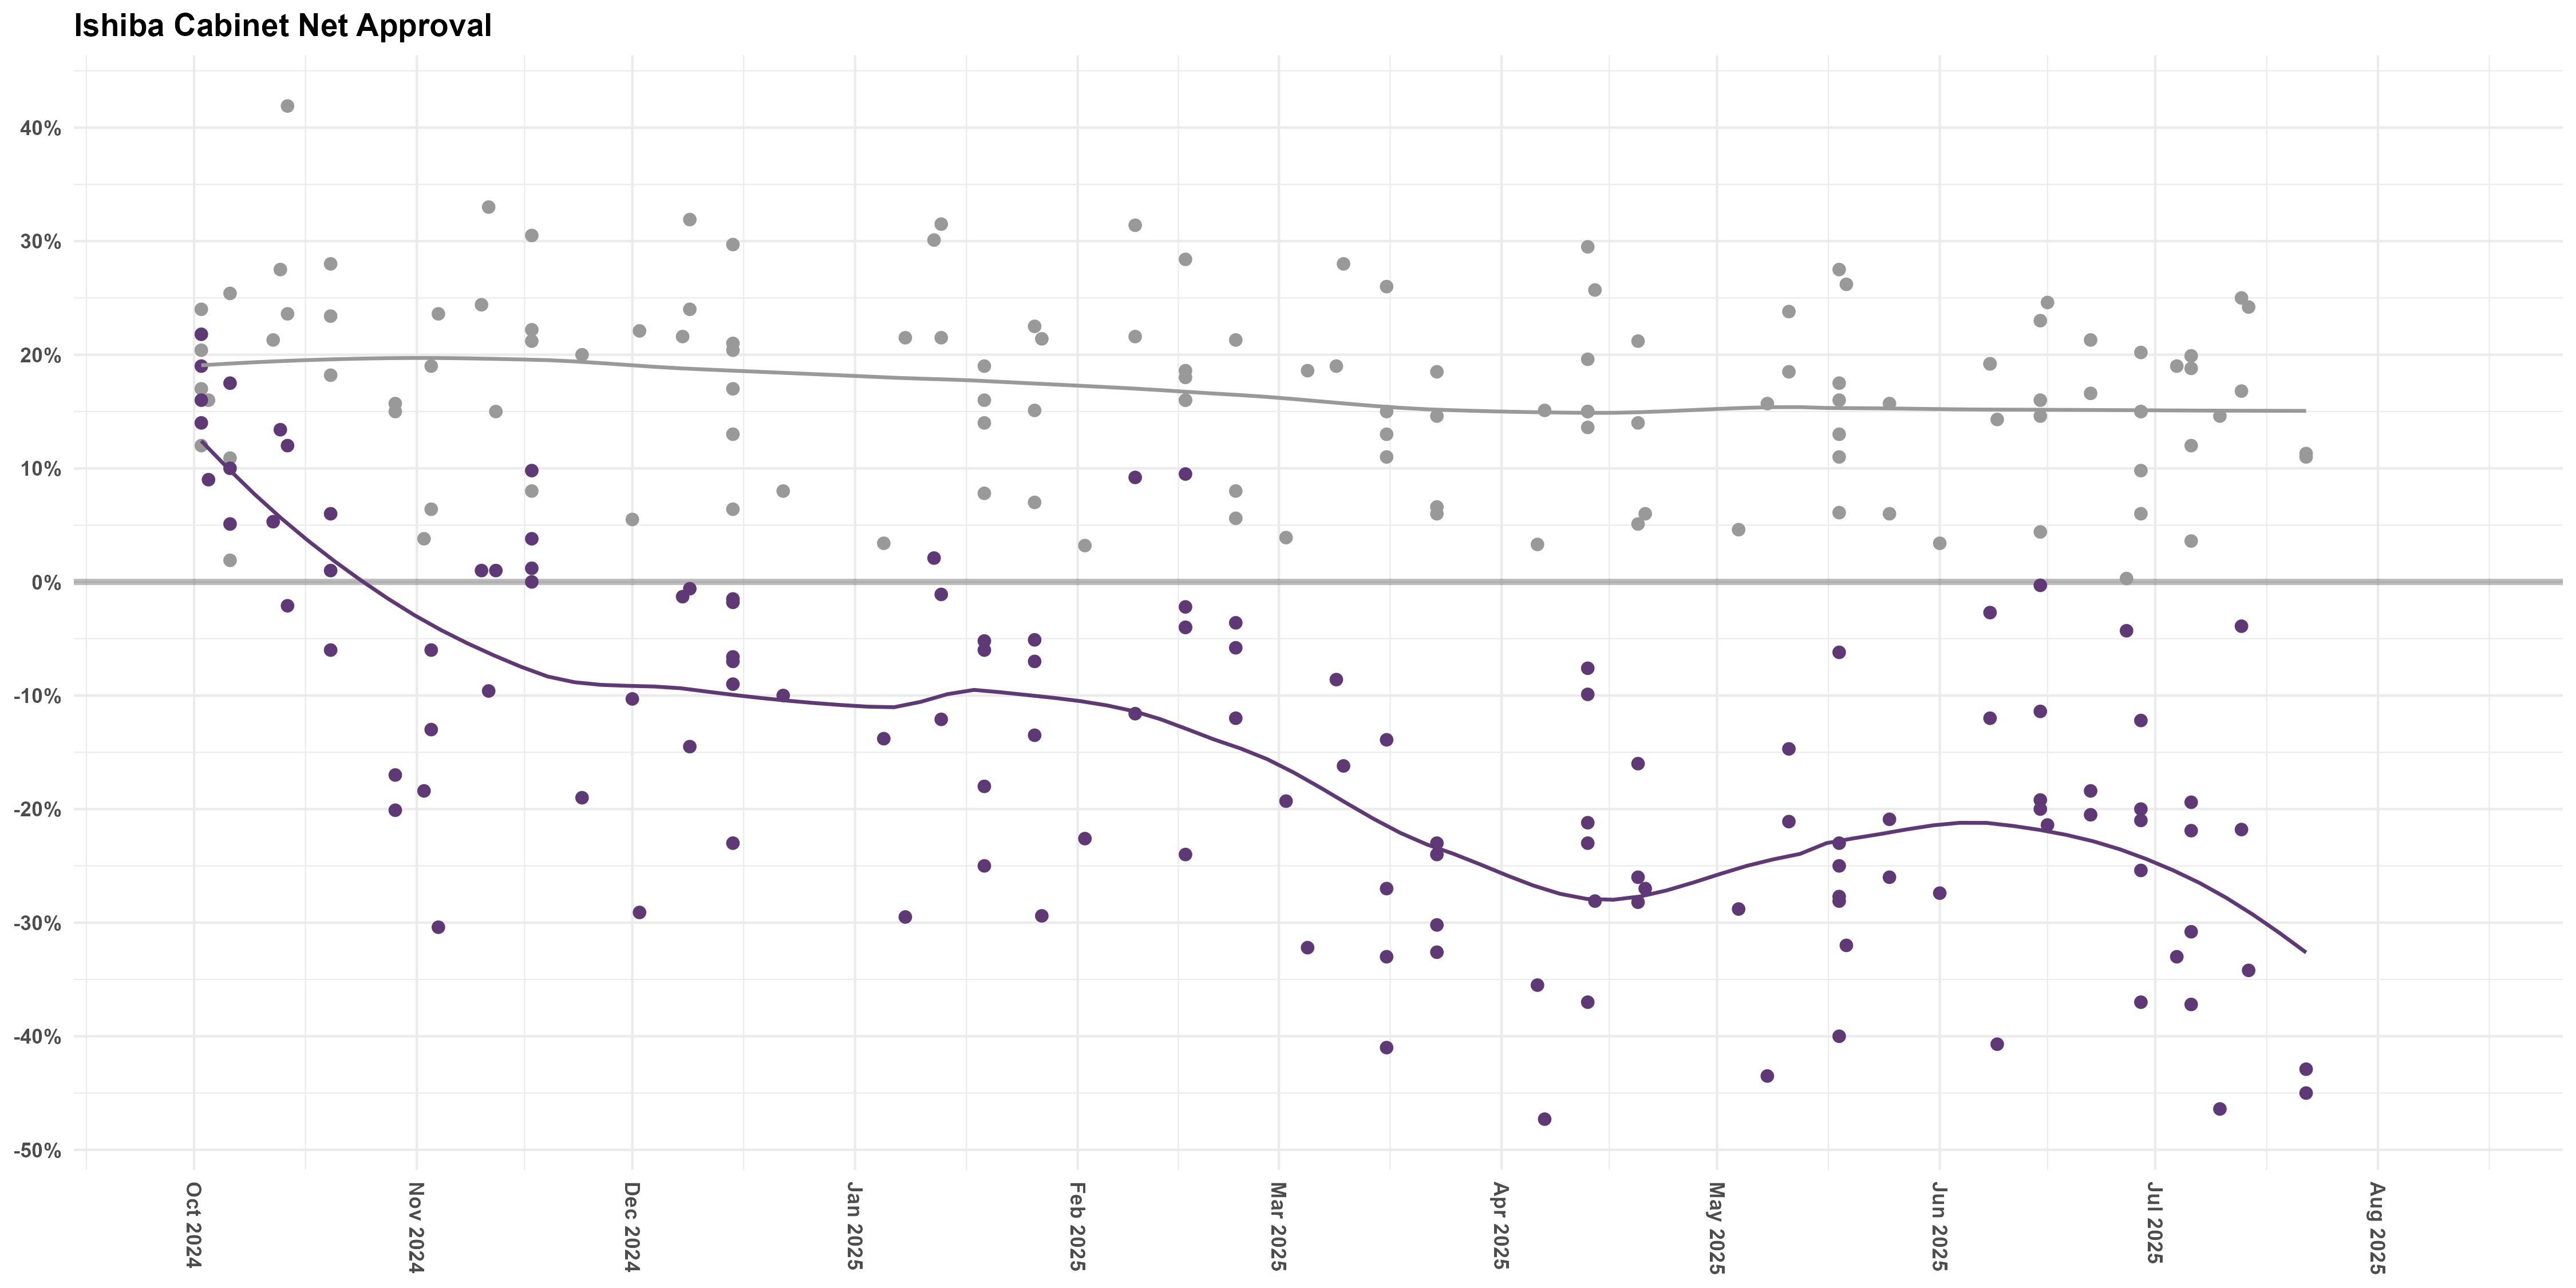 Ishiba Cabinet Net Approval
40%
30%
20%
10%
0%
-10%
-20%
-30%
-40%
-50%
Oct 2024
Nov 2024
Dec 2024
Jan 2025
Feb 2025
Mar 2025
Apr 2025
May 2025
Jun 2025
Jul 2025
Aug 2025